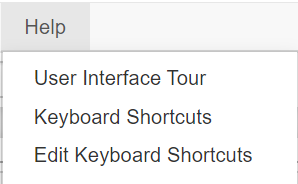 Help
User Interface Tour
Keyboard Shortcuts
Edit Keyboard Shortcuts